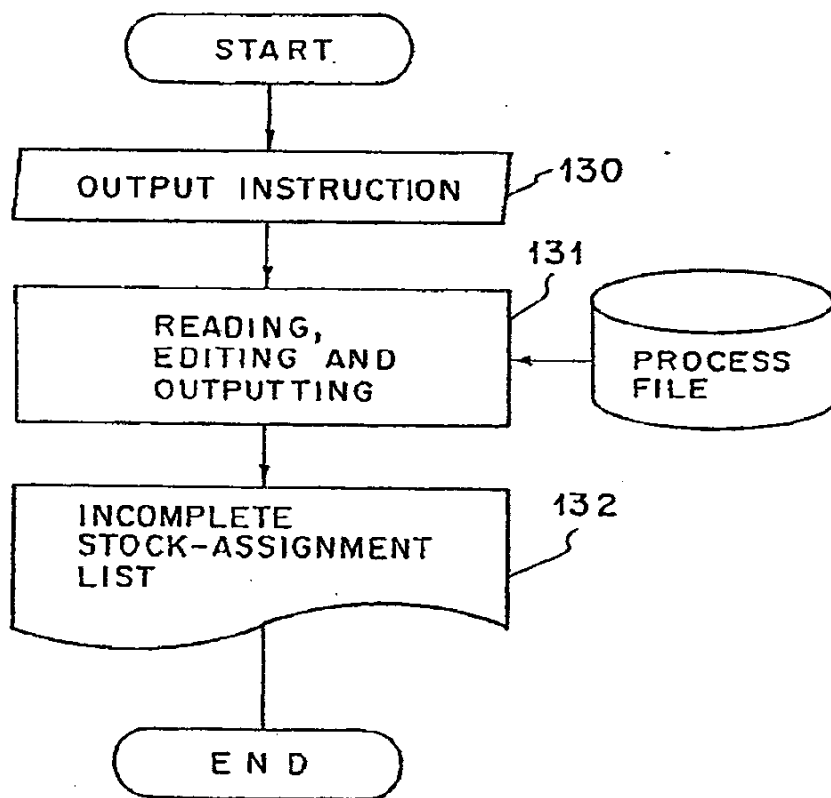 START
OUTPUT INSTRUCTION
130
131
READING,
EDITING AND
OUTPUTTING
PROCESS
FILE
132
INCOMPLETE
STOCK-ASSIGNMENT
LIST
END